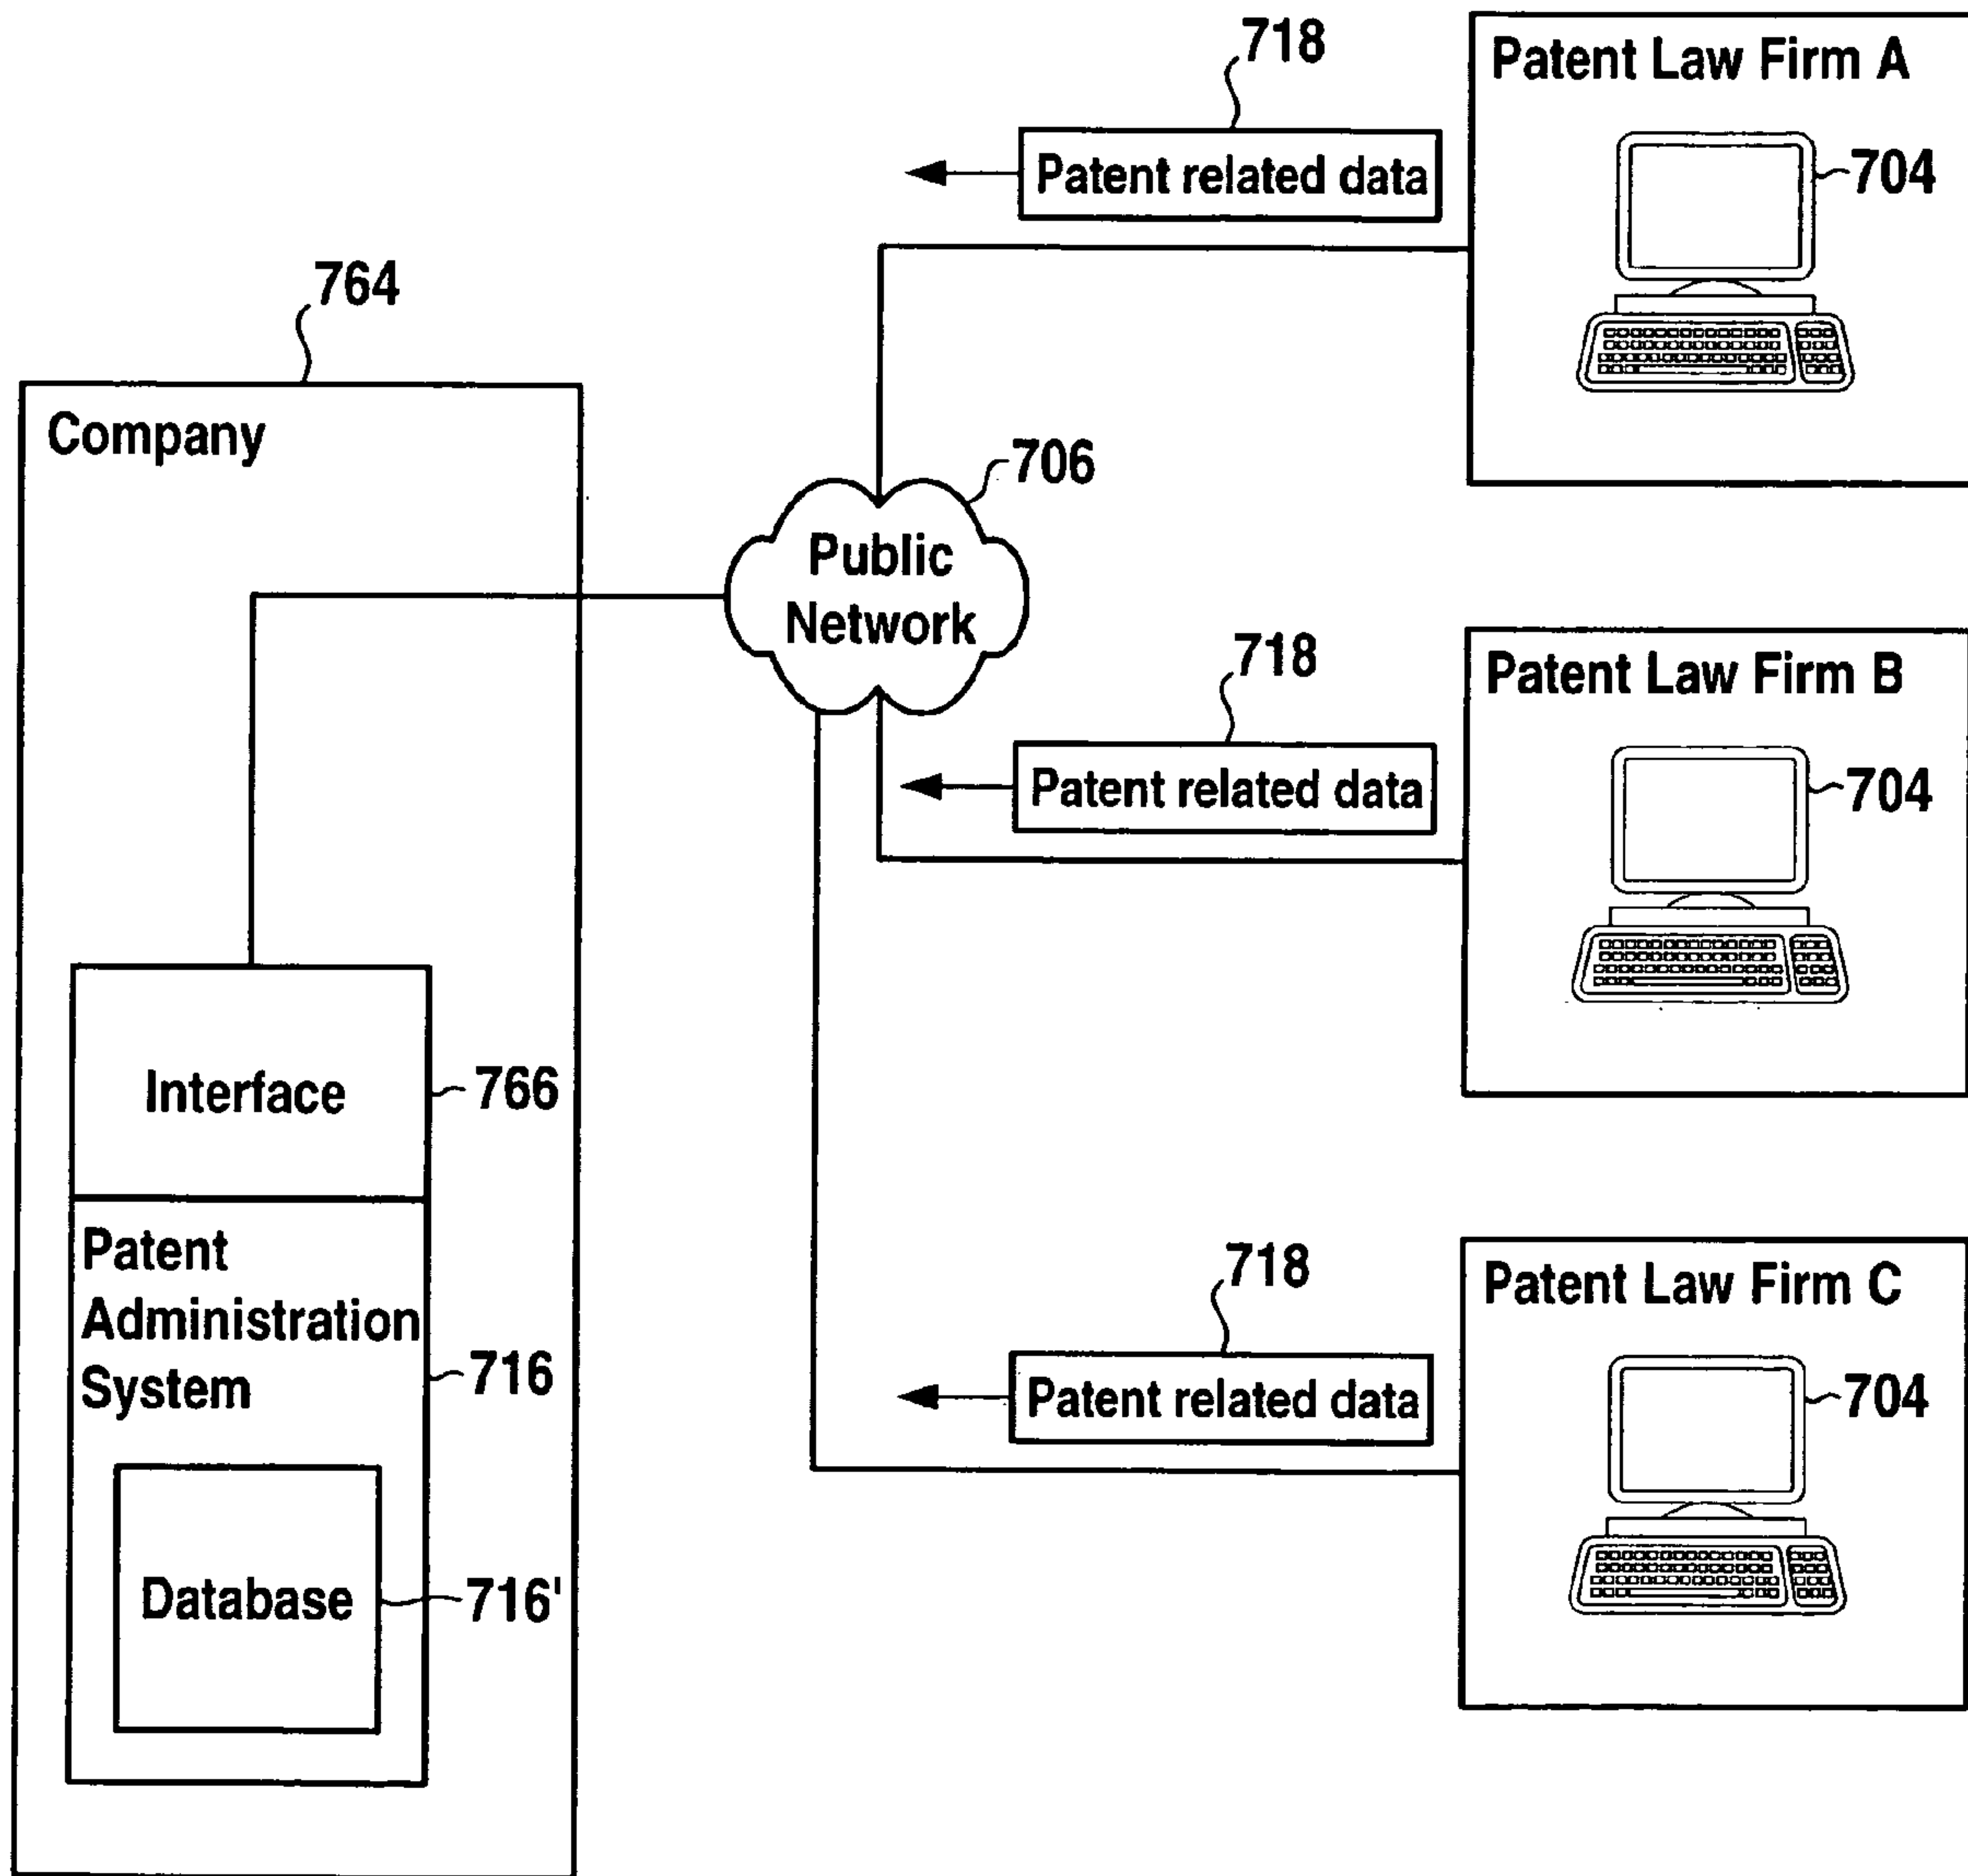 718
Patent Law Firm A
Patent related data
704
764
Company
706
Public
Network
718
Patent Law Firm B
Patent related data
704
Interface
766
Patent
Administration
System
716
Database
716'
718
Patent Law Firm C
Patent related data
704